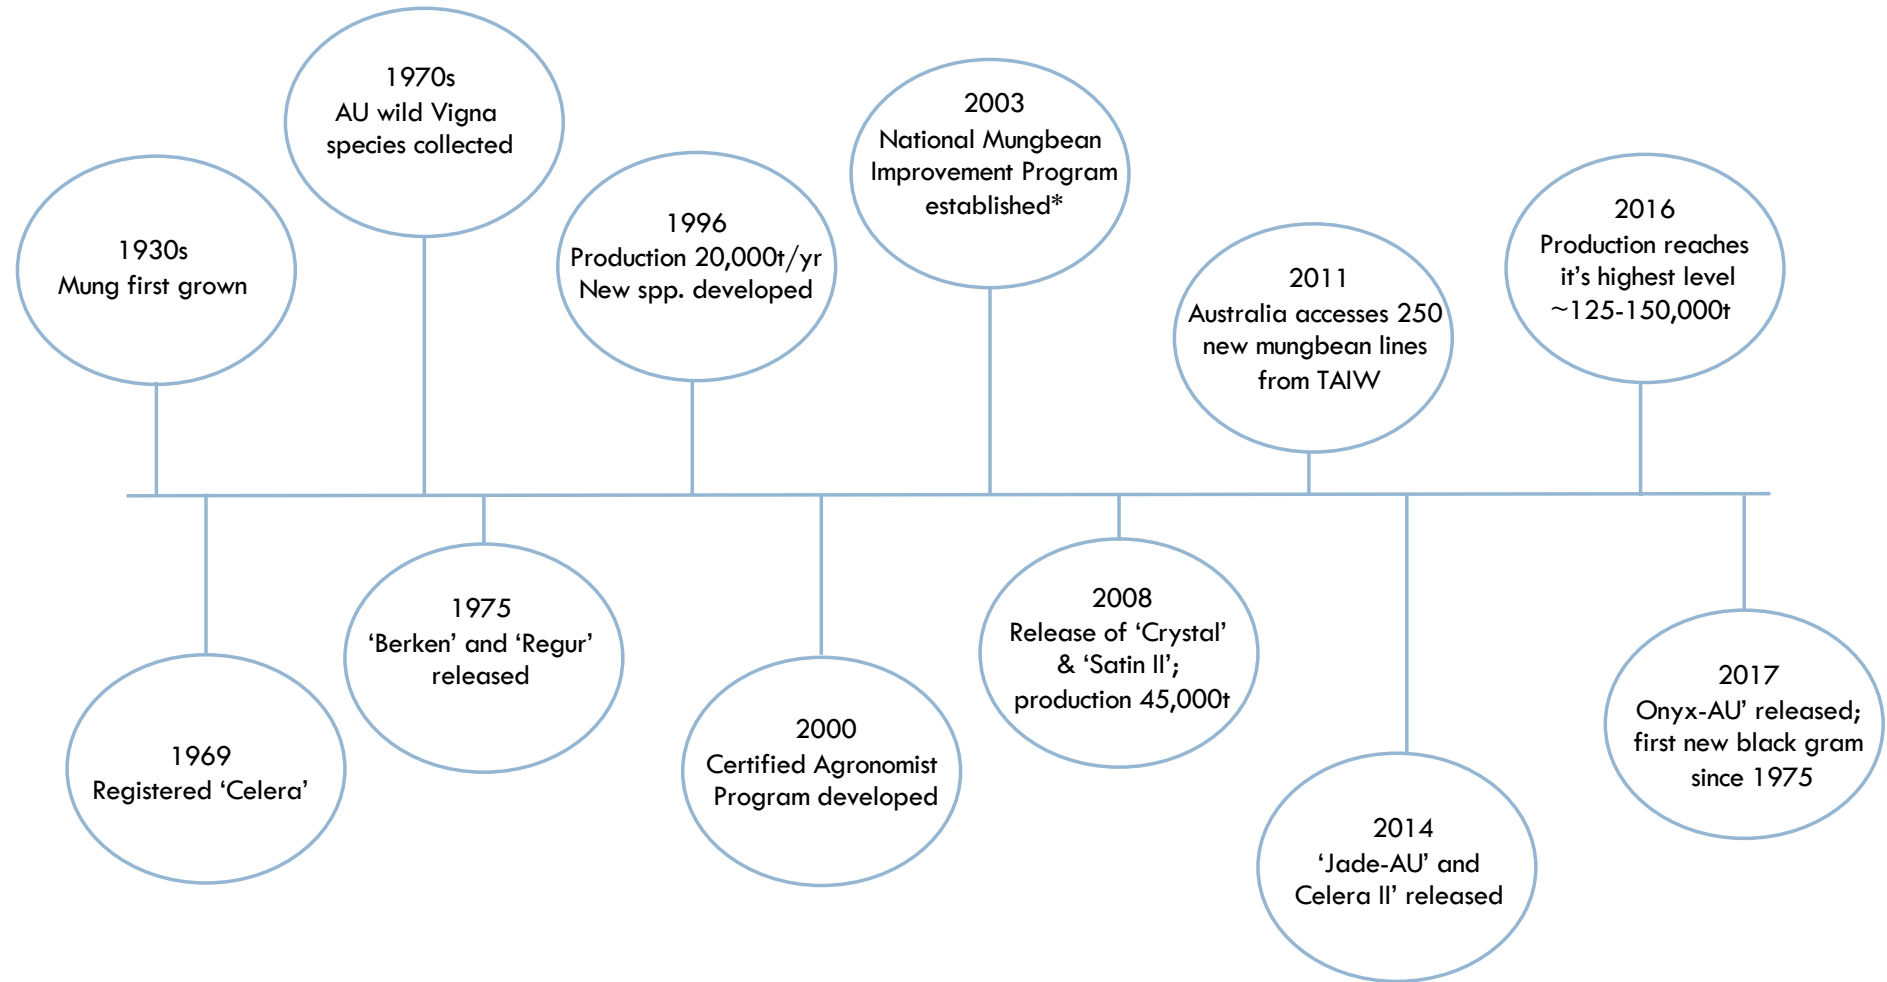 1930s
Mung first grown
1969
Registered ‘Celera’
1970s
AU wild Vigna
species collected
1975
‘Berken’ and ‘Regur’
released
1996
Production 20,000t/yr
New spp. developed
2000
Certified Agronomist
Program developed
2003
National Mungbean
Improvement Program
established*
2008
Release of ‘Crystal’
& ‘Satin II’;
production 45,000t
2011
Australia accesses 250
new mungbean lines
from TAIW
2014
‘Jade-AU’ and
Celera II’ released
2016
Production reaches
it’s highest level
~125-150,000t
2017
Onyx-AU’ released;
first new black gram
since 1975